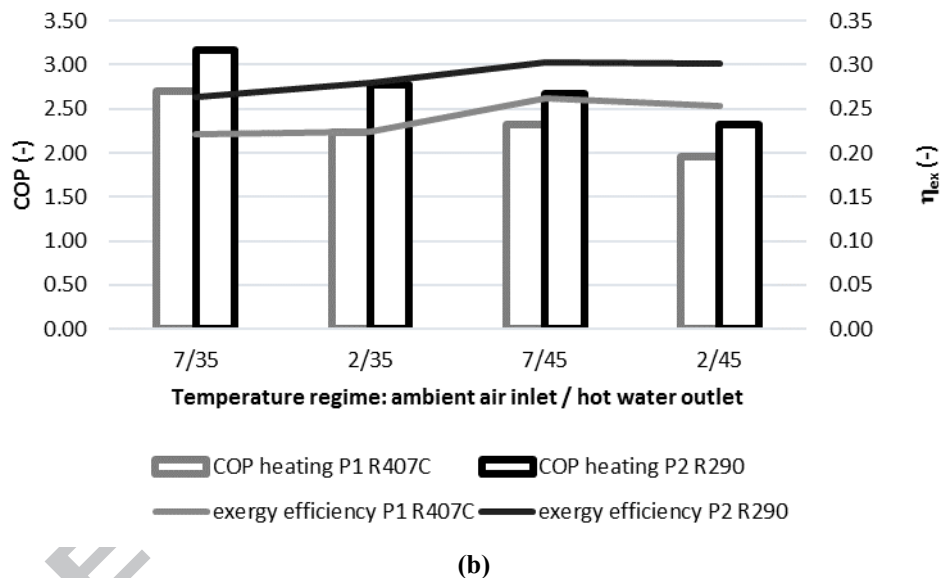 3.50
3.00
2.50
2.00
1.50
1.00
0.50
0.00
COP (-)
0.35
0.30
0.25
0.20
0.15
0.10
0.05
0.00
ηex (-)
7/35 2/35 7/45 2/45
Temperature regime: ambient air inlet / hot water outlet
COP heating P1 R407C COP heating P2 R290
exergy efficiency P1 R407C exergy efficiency P2 R290
(b)